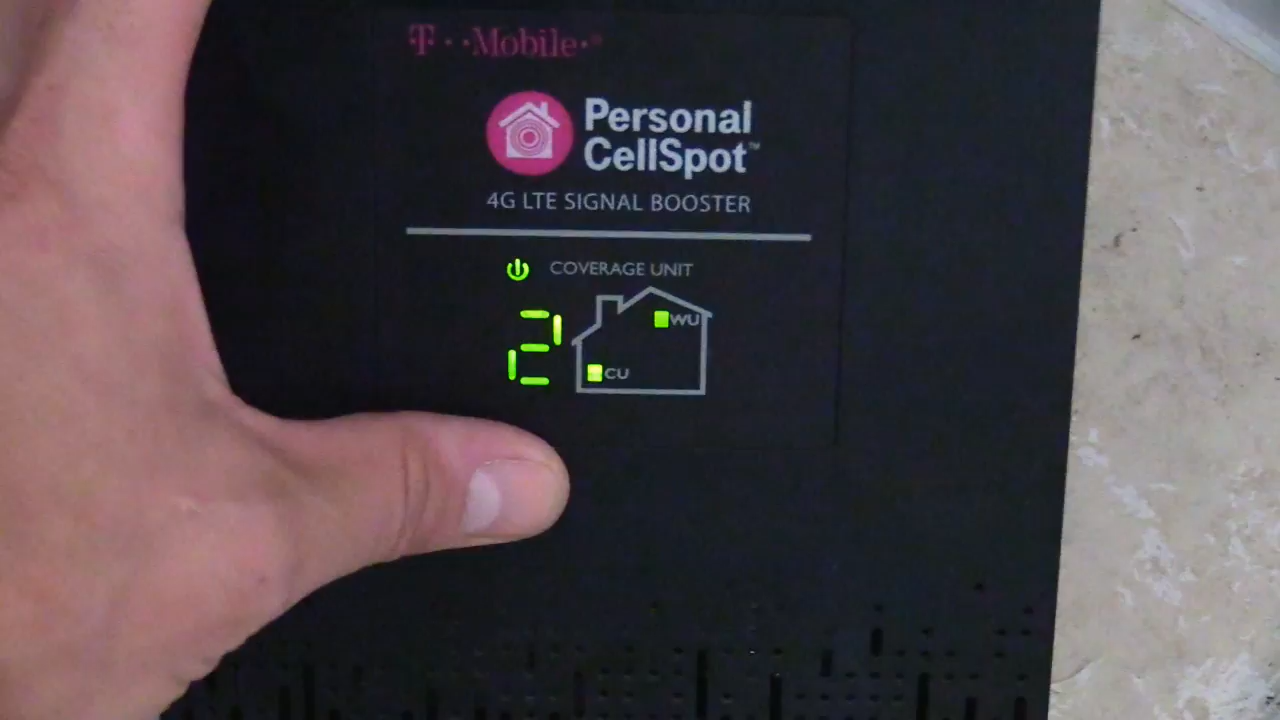 T··Mobile·
Personal
CellSpot™
4G LTE SIGNAL BOOSTER
COVERAGE UNIT
2
WU
CU